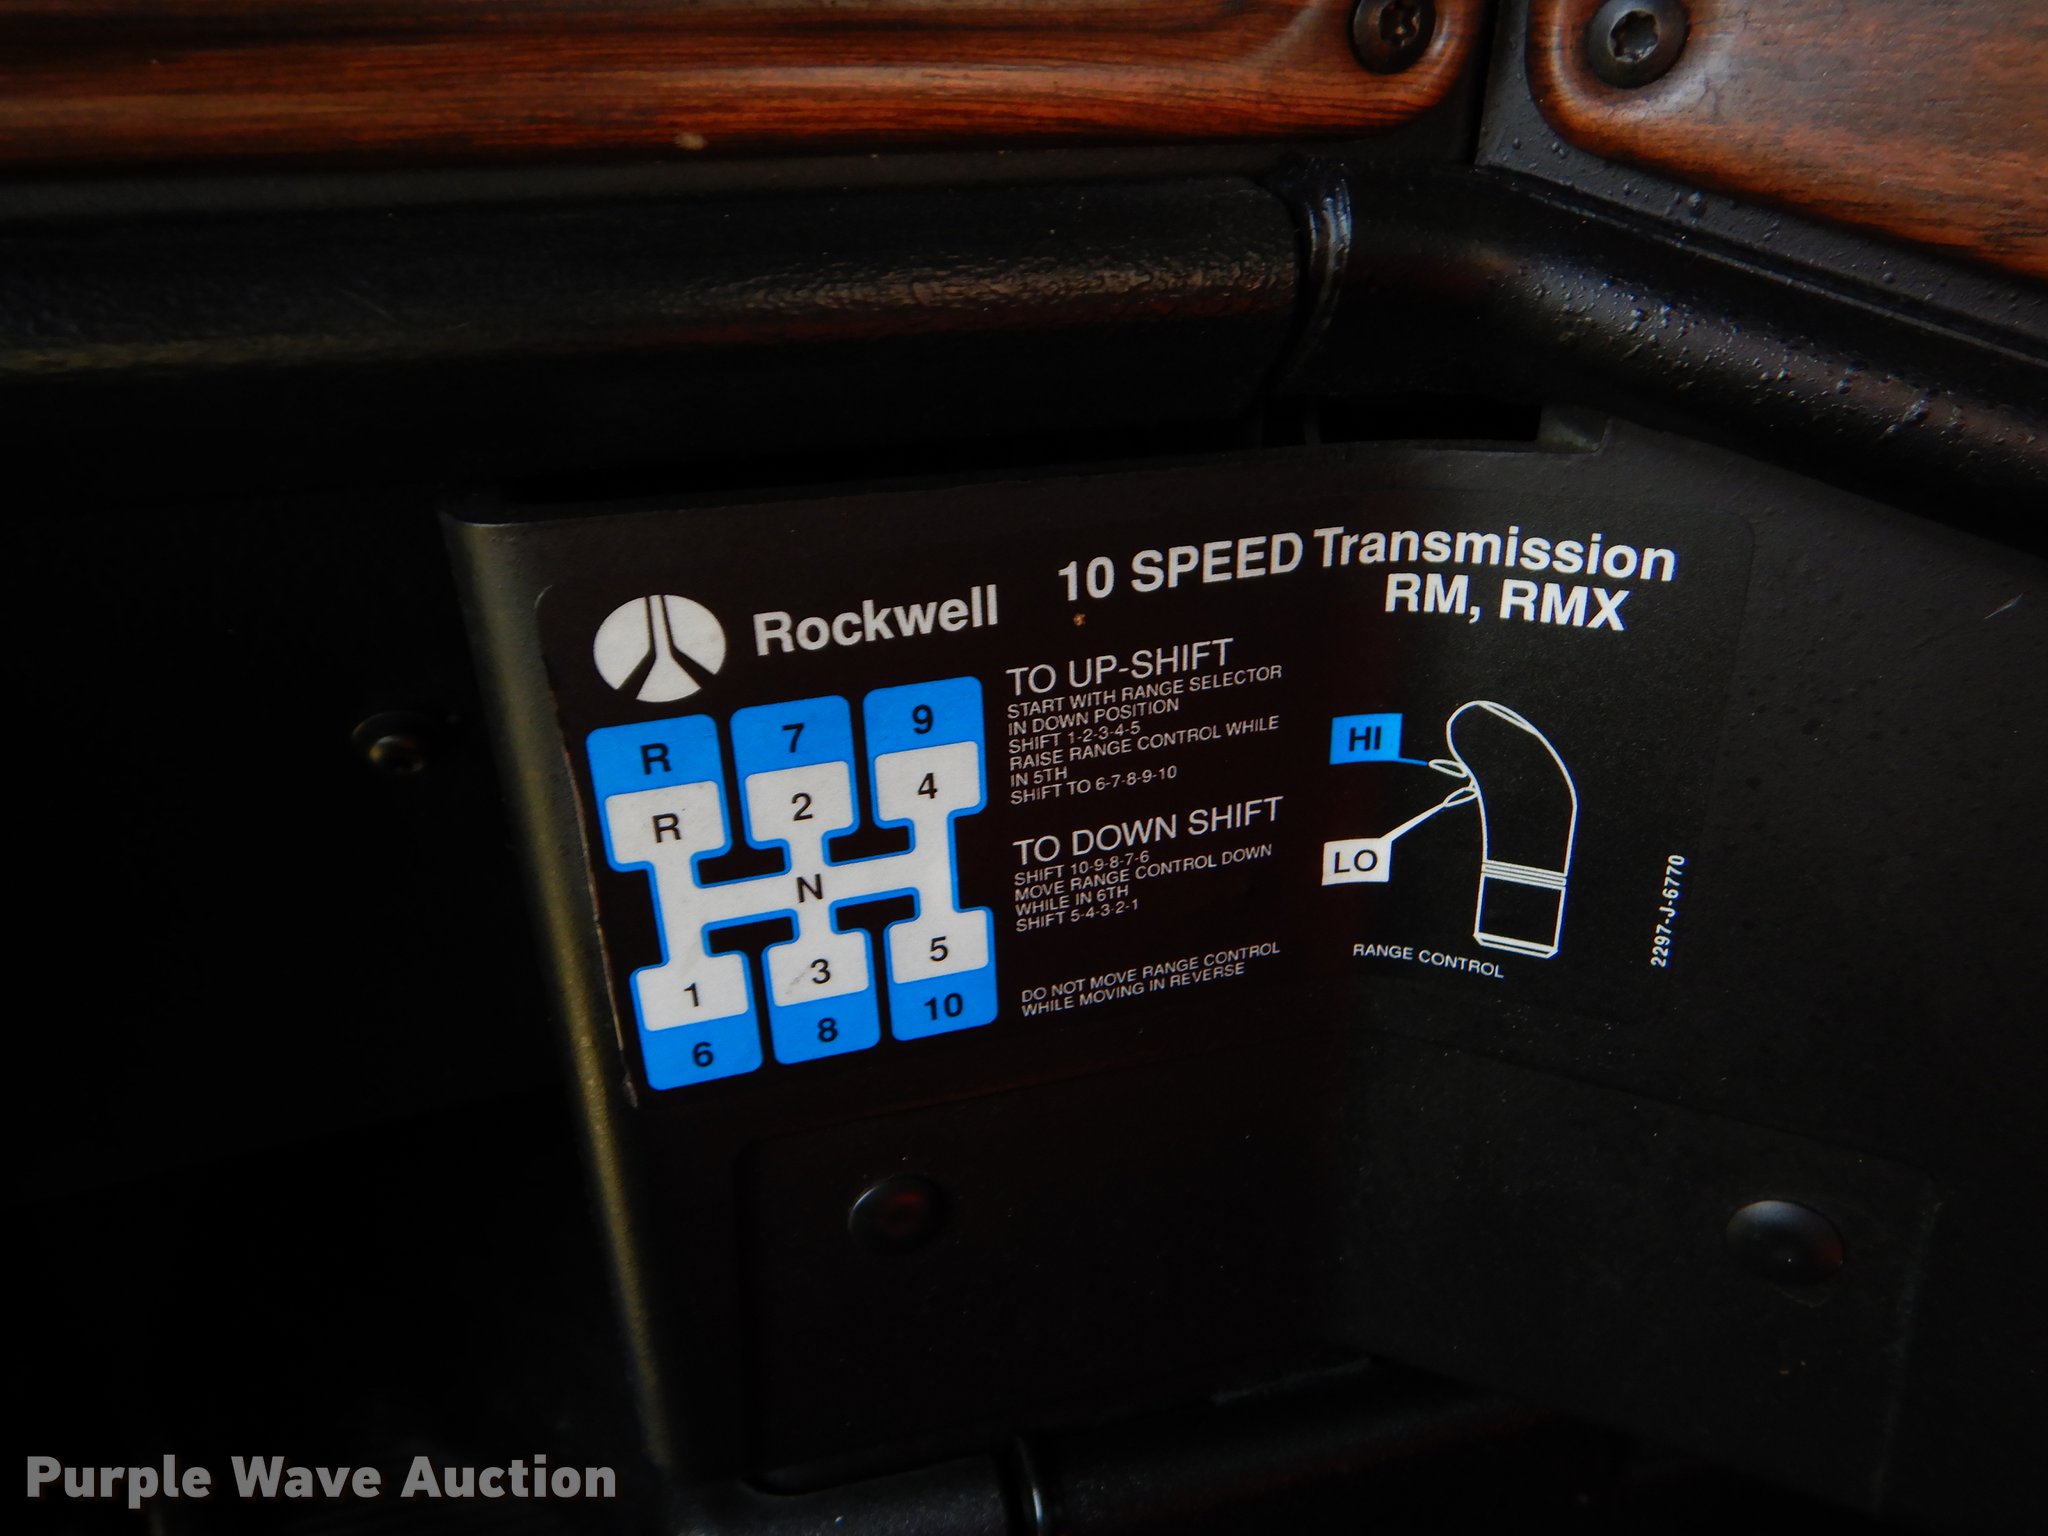 Rockwell
10 SPEED Transmission
RM, RMX
R 7 9
R 2 4
N
1 3 5
6 8 10
TO UP-SHIFT
START WITH RANGE SELECTOR
IN DOWN POSITION
SHIFT 1-2-3-4-5
RAISE RANGE CONTROL WHILE
IN 5TH
SHIFT TO 6-7-8-9-10
TO DOWN SHIFT
SHIFT 10-9-8-7-6
MOVE RANGE CONTROL DOWN
WHILE IN 6TH
SHIFT 5-4-3-2-1
DO NOT MOVE RANGE CONTROL
WHILE MOVING IN REVERSE
HI
LO
RANGE CONTROL
2297-J-6770
Purple Wave Auction